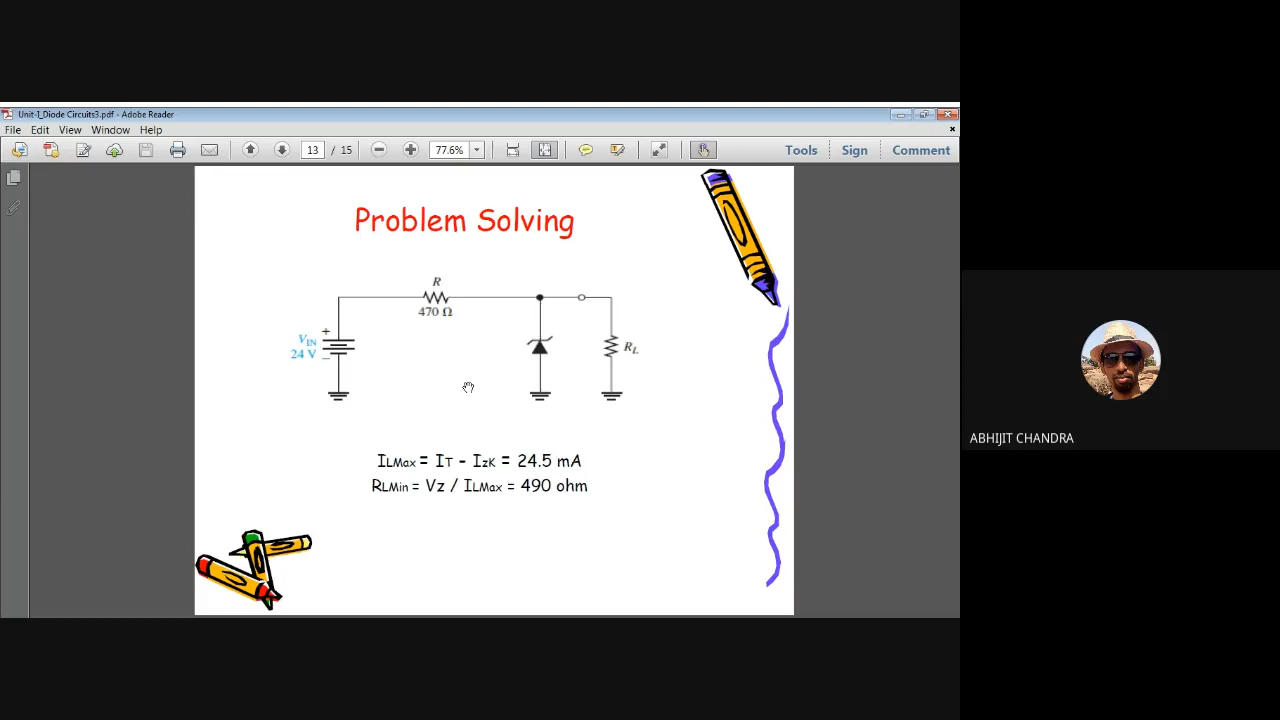 Unit-I_Diode Circuits3.pdf - Adobe Reader
File Edit View Window Help
13 / 15 77.6% Tools Sign Comment
Problem Solving
R
470 Ω
+
VIN
24 V
−
RL
ILMax = IT - IzK = 24.5 mA
RLMin = Vz / ILMax = 490 ohm
ABHIJIT CHANDRA